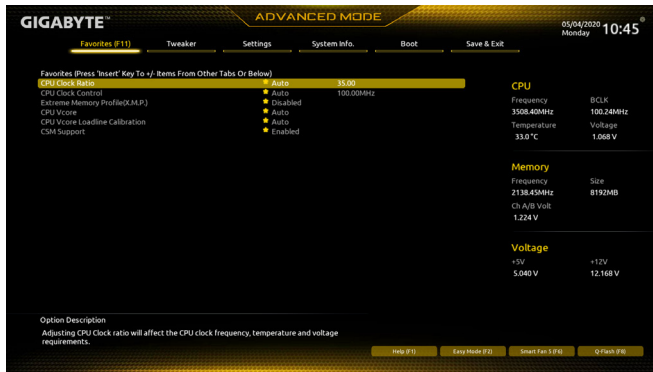 GIGABYTE™
ADVANCED MODE
05/04/2020
Monday
10:45
Favorites (F11) Tweaker Settings System Info. Boot Save & Exit
Favorites (Press 'Insert' Key To +/- Items From Other Tabs Or Below)
CPU Clock Ratio Auto 35.00
CPU Clock Control Auto 100.00MHz
Extreme Memory Profile(X.M.P.) Disabled
CPU Vcore Auto
CPU Vcore Loadline Calibration Auto
CSM Support Enabled
CPU
Frequency BCLK
3508.40MHz 100.24MHz
Temperature Voltage
33.0 °C 1.068 V
Memory
Frequency Size
2138.45MHz 8192MB
Ch A/B Volt
1.224 V
Voltage
+5V +12V
5.040 V 12.168 V
Option Description
Adjusting CPU Clock ratio will affect the CPU clock frequency, temperature and voltage
requirements.
Help (F1) Easy Mode (F2) Smart Fan 5 (F6) Q-Flash (F8)